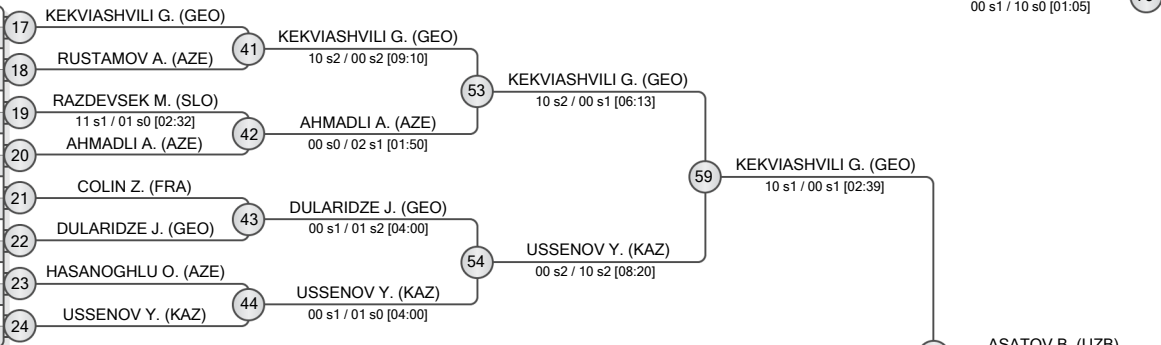 00 s1 / 10 s0 [01:05]
17
KEKVIASHVILI G. (GEO)
18
RUSTAMOV A. (AZE)
41
KEKVIASHVILI G. (GEO)
10 s2 / 00 s2 [09:10]
19
RAZDEVSEK M. (SLO)
11 s1 / 01 s0 [02:32]
20
AHMADLI A. (AZE)
42
AHMADLI A. (AZE)
00 s0 / 02 s1 [01:50]
53
KEKVIASHVILI G. (GEO)
10 s2 / 00 s1 [06:13]
21
COLIN Z. (FRA)
22
DULARIDZE J. (GEO)
43
DULARIDZE J. (GEO)
00 s1 / 01 s2 [04:00]
23
HASANOGHLU O. (AZE)
24
USSENOV Y. (KAZ)
44
USSENOV Y. (KAZ)
00 s1 / 01 s0 [04:00]
54
USSENOV Y. (KAZ)
00 s2 / 10 s2 [08:20]
59
KEKVIASHVILI G. (GEO)
10 s1 / 00 s1 [02:39]
ASATOV B. (UZB)